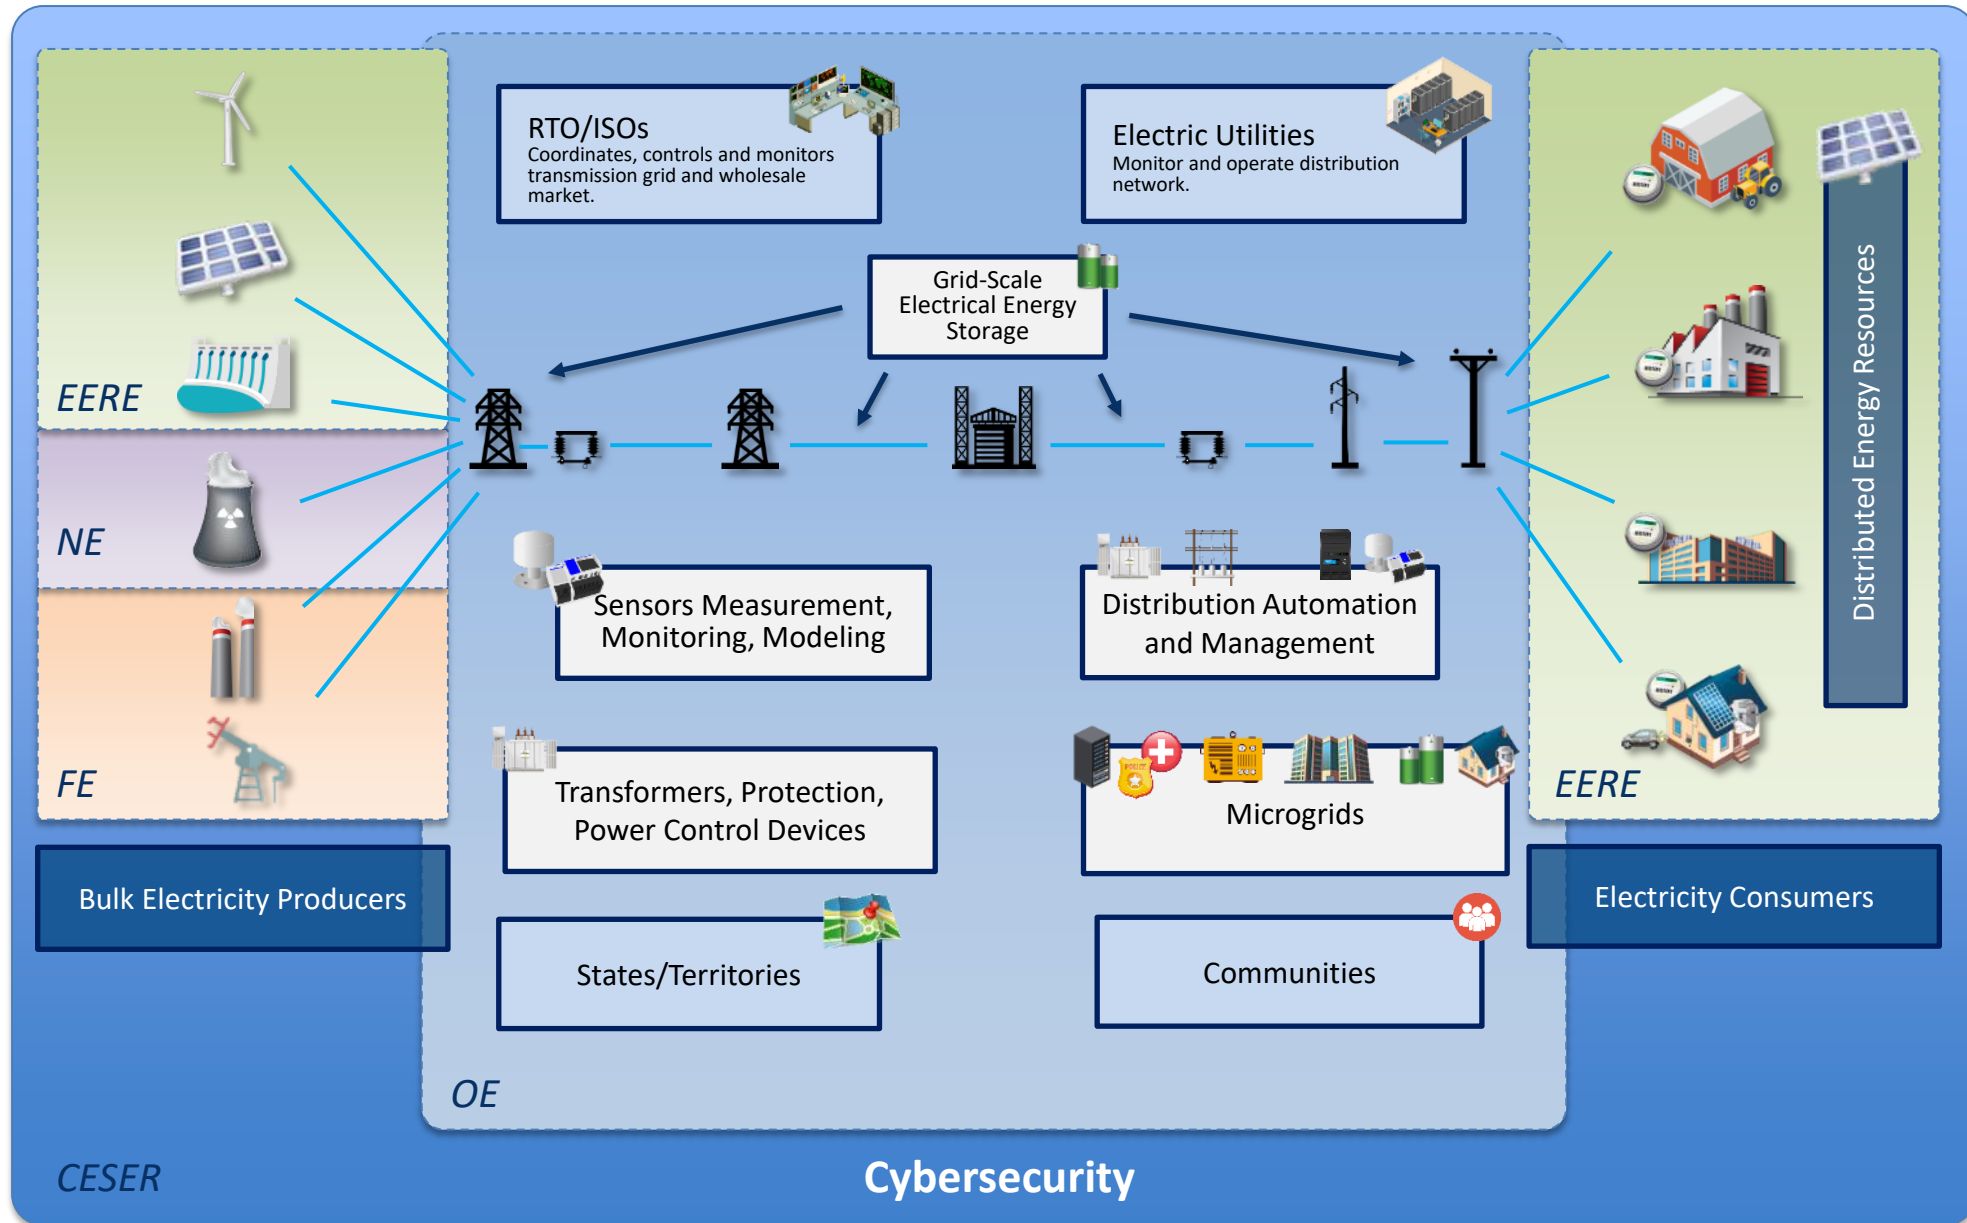 RTO/ISOs
Coordinates, controls and monitors
transmission grid and wholesale
market.
Electric Utilities
Monitor and operate distribution
network.
Grid-Scale
Electrical Energy
Storage
EERE
NE
FE
Bulk Electricity Producers
Sensors Measurement,
Monitoring, Modeling
Distribution Automation
and Management
Transformers, Protection,
Power Control Devices
POLICE
Microgrids
States/Territories
Communities
OE
Distributed Energy Resources
EERE
Electricity Consumers
CESER
Cybersecurity